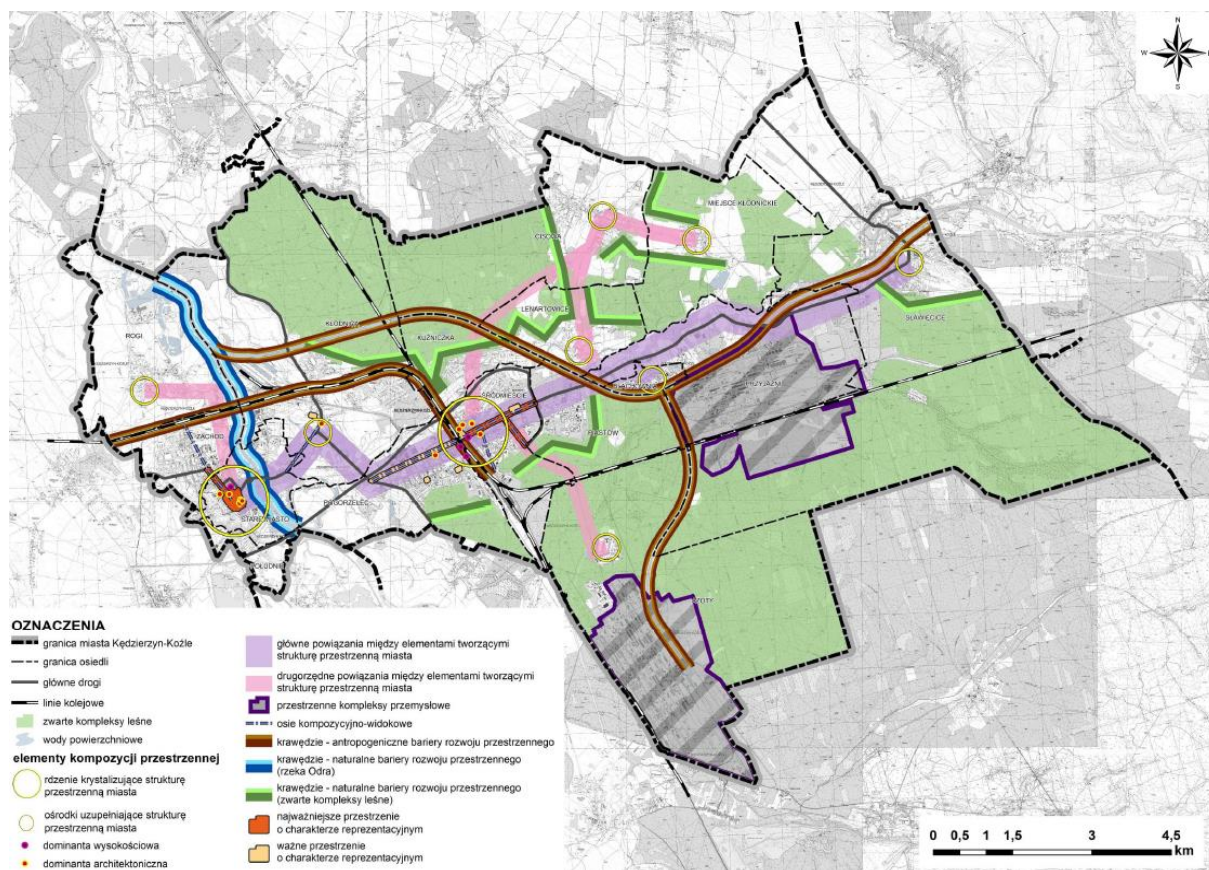 N
W
S
MIEJSCE KŁODNICKIE
CISOWA
SŁAWIĘCICE
LENARTOWICE
KŁODNICA
KUŹNICZKA
ROGI
PRZYJAŹNI
ŚRÓDMIEŚCIE
PIASTÓW
ZACHÓD
POGORZELEC
STARE MIASTO
POŁUDNIE
AZOTY
OZNACZENIA
granica miasta Kędzierzyn-Koźle
granica osiedli
główne drogi
linie kolejowe
zwarte kompleksy leśne
wody powierzchniowe
elementy kompozycji przestrzennej
rdzenie krystalizujące strukturę
przestrzenną miasta
ośrodki uzupełniające strukturę
przestrzenną miasta
dominanta wysokościowa
dominanta architektoniczna
główne powiązania między elementami tworzącymi
strukturę przestrzenną miasta
drugorzędne powiązania między elementami tworzącymi
strukturę przestrzenną miasta
przestrzenne kompleksy przemysłowe
osie kompozycyjno-widokowe
krawędzie - antropogeniczne bariery rozwoju przestrzennego
krawędzie - naturalne bariery rozwoju przestrzennego
(rzeka Odra)
krawędzie - naturalne bariery rozwoju przestrzennego
(zwarte kompleksy leśne)
najważniejsze przestrzenie
o charakterze reprezentacyjnym
ważne przestrzenie
o charakterze reprezentacyjnym
0 0,5 1 1,5 3 4,5
km